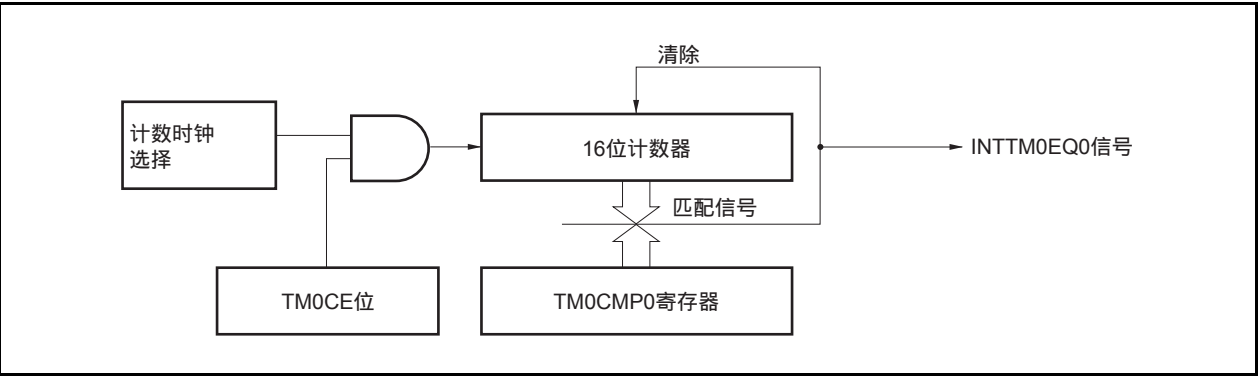 清除
计数时钟
选择
16位计数器
INTTM0EQ0信号
匹配信号
TM0CE位
TM0CMP0寄存器